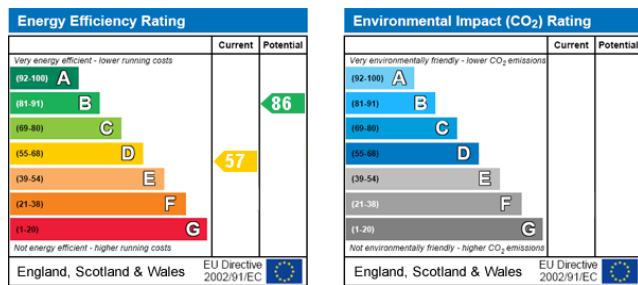 Energy Efficiency Rating
Current Potential
Very energy efficient - lower running costs
(92-100) A
(81-91) B
86
(69-80) C
(55-68) D
57
(39-54) E
(21-38) F
(1-20) G
Not energy efficient - higher running costs
England, Scotland & Wales
EU Directive
2002/91/EC
Environmental Impact (CO₂) Rating
Current Potential
Very environmentally friendly - lower CO₂ emissions
(92-100) A
(81-91) B
(69-80) C
(55-68) D
(39-54) E
(21-38) F
(1-20) G
Not environmentally friendly - higher CO₂ emissions
England, Scotland & Wales
EU Directive
2002/91/EC